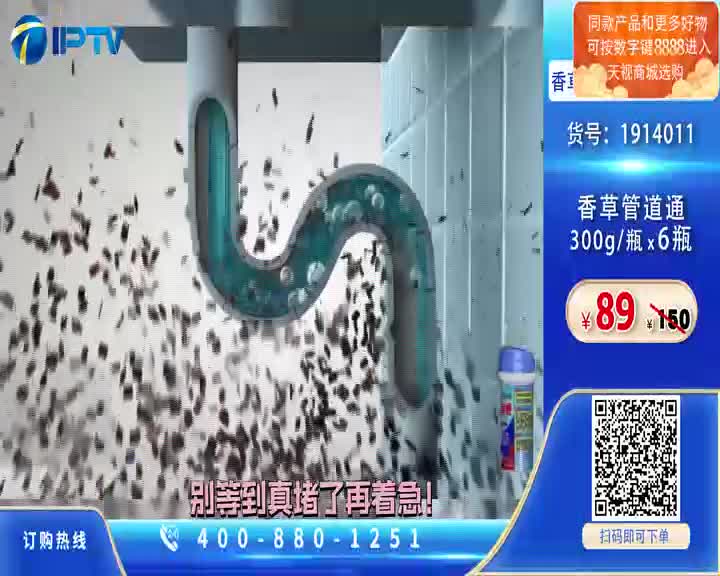 IPTV
同款产品和更多好物
可按数字键8888进入
天视商城选购
香草
货号：1914011
香草管道通
300g/瓶x6瓶
¥89 ¥150
别等到真堵了再着急！
扫码即可下单
订购热线
400-880-1251